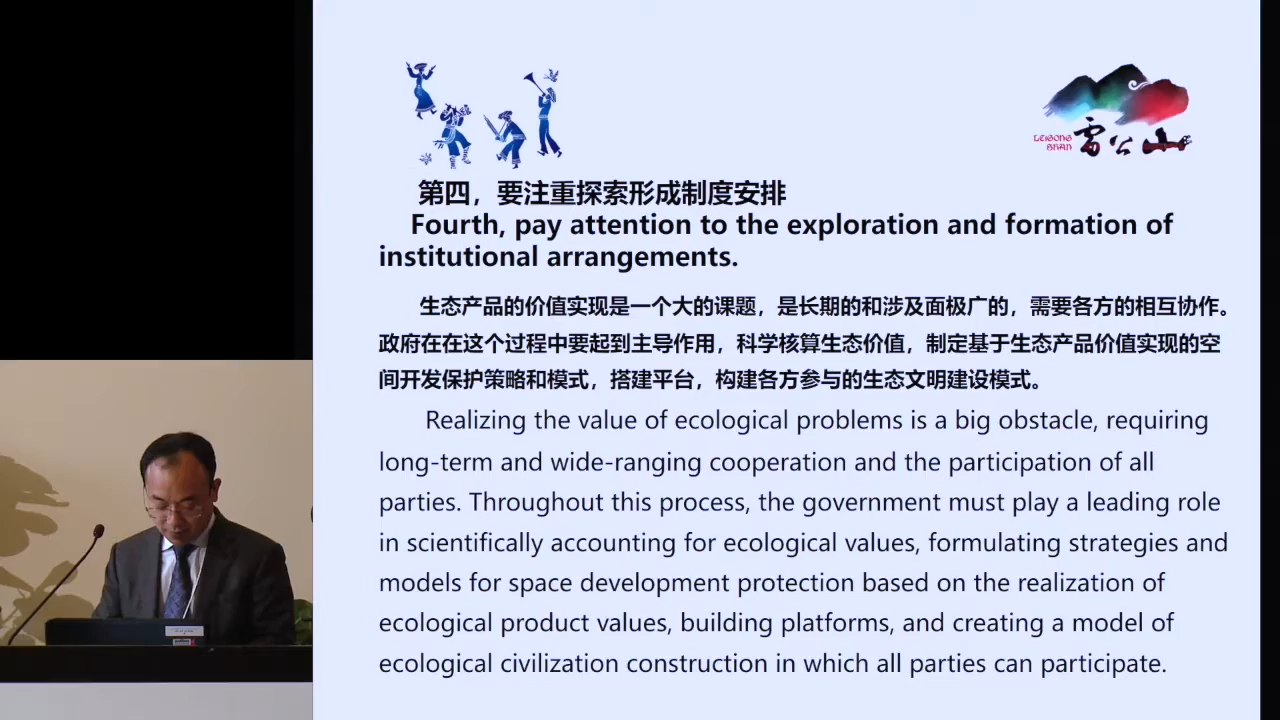 LEIGONG
SHAN
雷公山
第四，要注重探索形成制度安排
Fourth, pay attention to the exploration and formation of
institutional arrangements.
生态产品的价值实现是一个大的课题，是长期的和涉及面极广的，需要各方的相互协作。
政府在在这个过程中要起到主导作用，科学核算生态价值，制定基于生态产品价值实现的空
间开发保护策略和模式，搭建平台，构建各方参与的生态文明建设模式。
Realizing the value of ecological problems is a big obstacle, requiring
long-term and wide-ranging cooperation and the participation of all
parties. Throughout this process, the government must play a leading role
in scientifically accounting for ecological values, formulating strategies and
models for space development protection based on the realization of
ecological product values, building platforms, and creating a model of
ecological civilization construction in which all parties can participate.